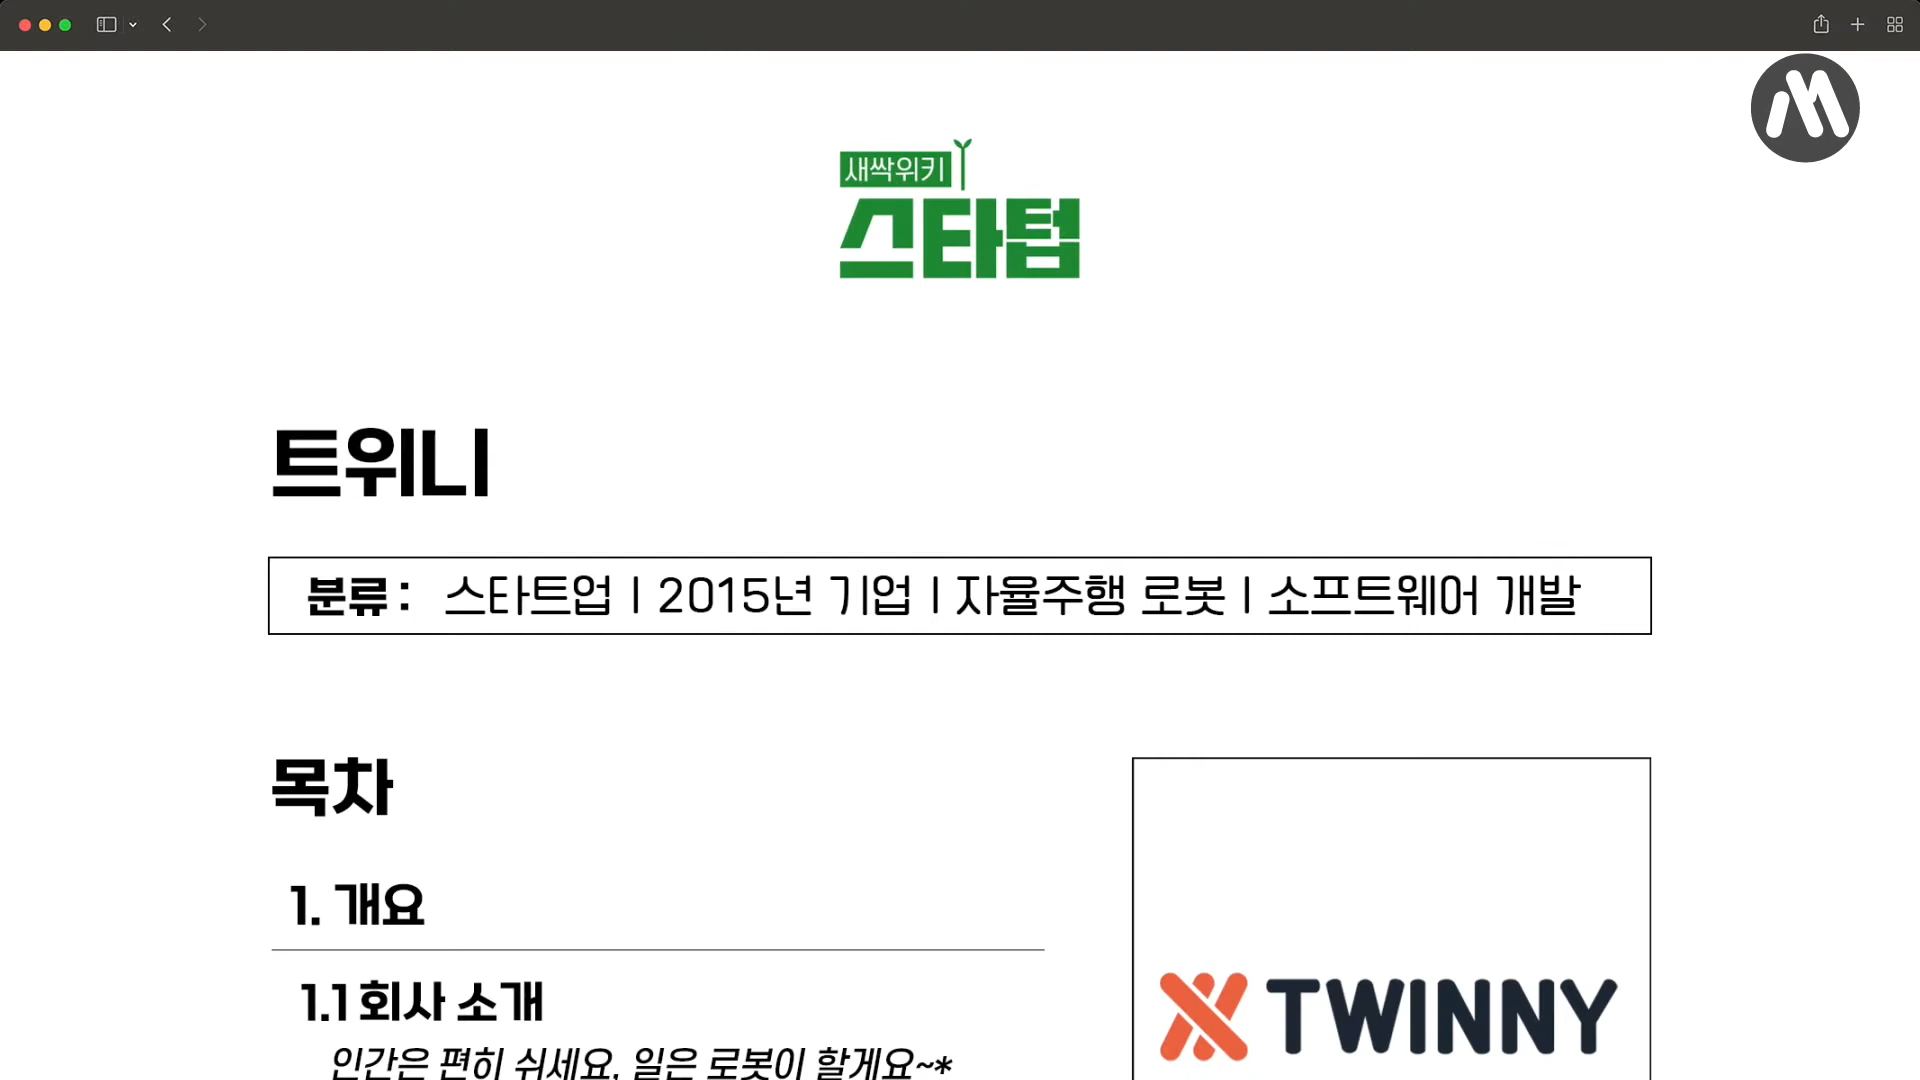 새싹위키
스타텀
트위니
분류 : 스타트업 | 2015년 기업 | 자율주행 로봇 | 소프트웨어 개발
목차
1. 개요
1.1 회사 소개
인간은 편히 쉬세요, 일은 로봇이 할게요~*
TWINNY